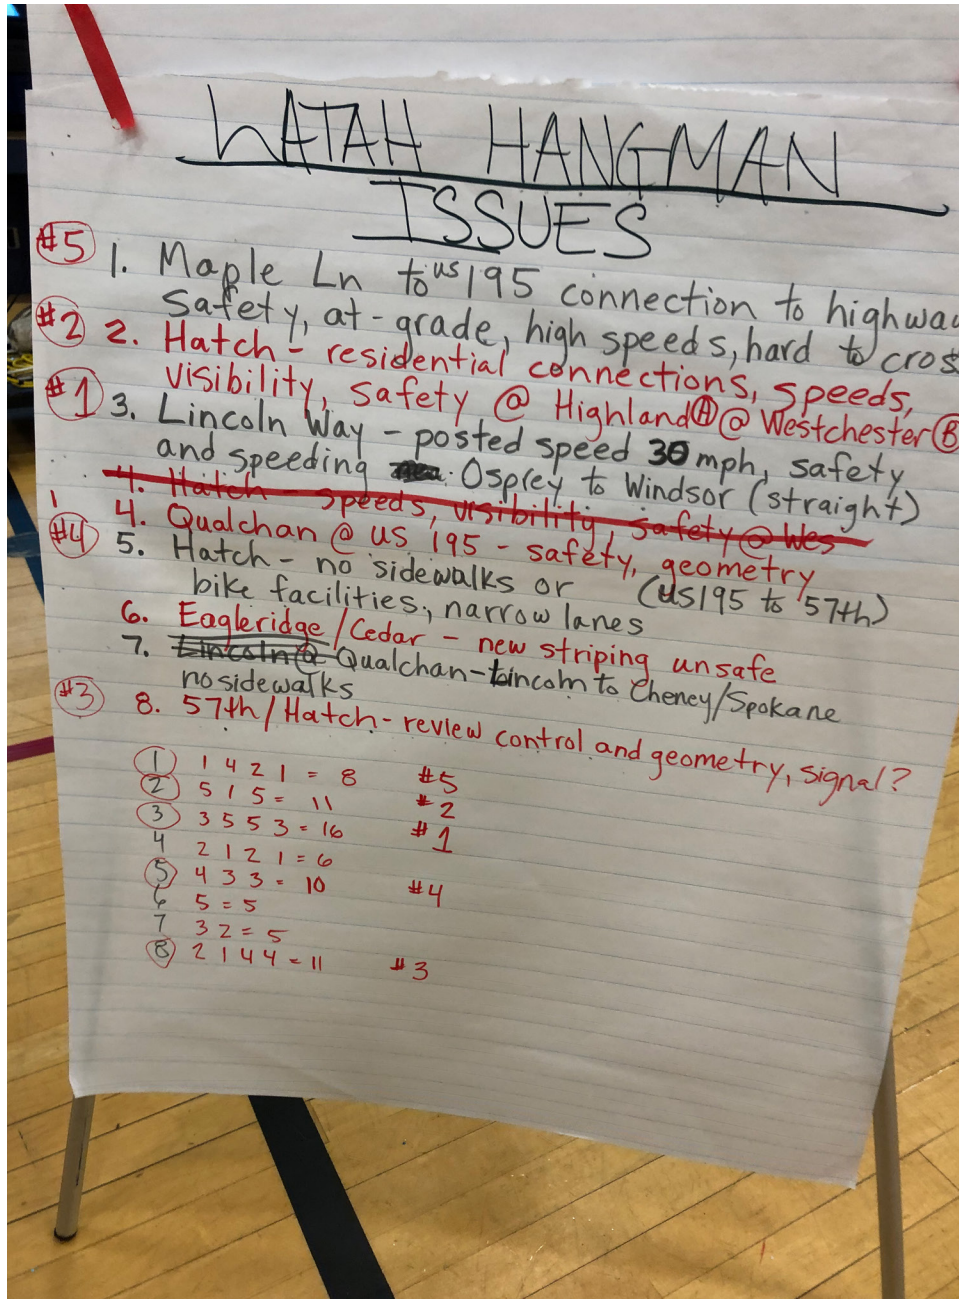 LATAH HANGMAN
ISSUES
#5 1. Maple Ln to us 195 connection to highway
Safety, at-grade, high speeds, hard to cros
#2 2. Hatch - residential connections, speeds,
visibility, safety @ Highland Ⓐ @ Westchester Ⓑ
#1 3. Lincoln Way - posted speed 30 mph, safety
and speeding Osprey to Windsor (straight)
4. Hatch - speeds, visibility, safety @ Wes
4. Qualchan @ US 195 - safety, geometry
#4 5. Hatch - no sidewalks or (US195 to 57th)
bike facilities, narrow lanes
6. Eagleridge/Cedar - new striping unsafe
7. Lincoln @ Qualchan - Lincoln to Cheney/Spokane
no sidewalks
#3 8. 57th/Hatch - review control and geometry, signal?
1 1 4 2 1 = 8 #5
2 5 1 5 = 11 #2
3 3 5 5 3 = 16 #1
4 2 1 2 1 = 6
5 4 3 3 = 10 #4
6 5 = 5
7 3 2 = 5
8 2 1 4 4 = 11 #3